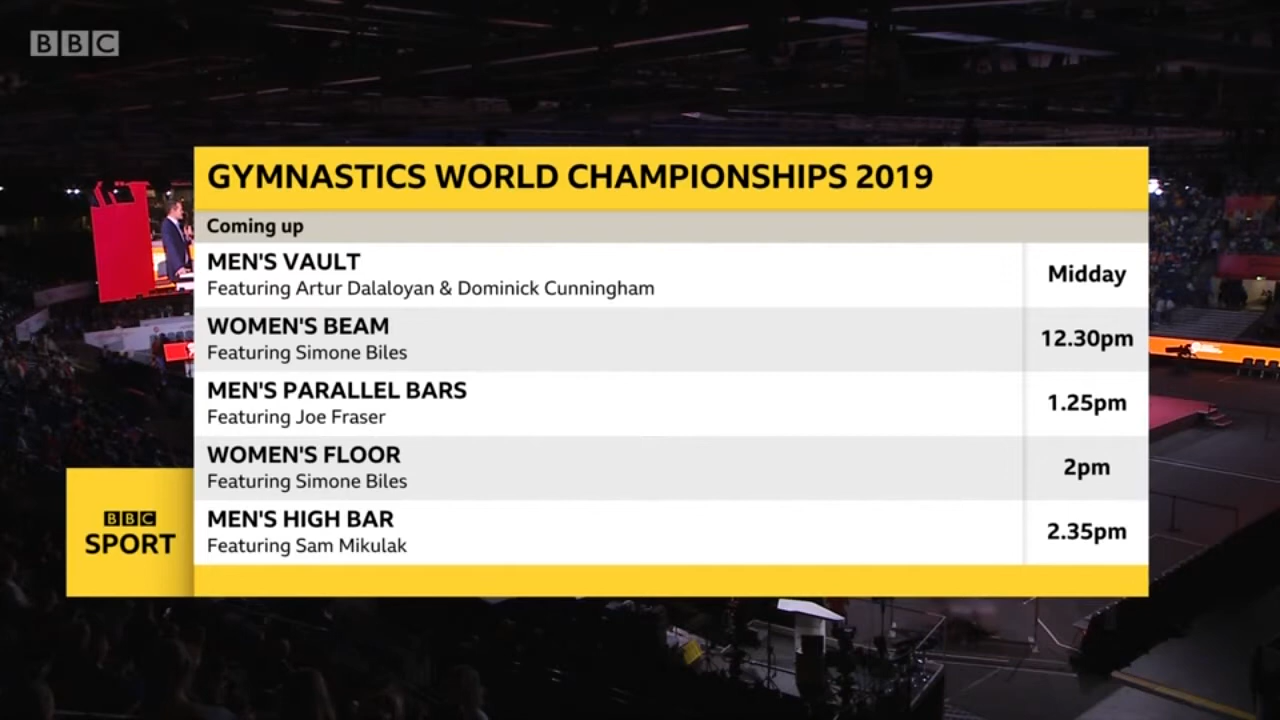 BBC
GYMNASTICS WORLD CHAMPIONSHIPS 2019
Coming up
MEN'S VAULT
Featuring Artur Dalaloyan & Dominick Cunningham
Midday
WOMEN'S BEAM
Featuring Simone Biles
12.30pm
MEN'S PARALLEL BARS
Featuring Joe Fraser
1.25pm
WOMEN'S FLOOR
Featuring Simone Biles
2pm
MEN'S HIGH BAR
Featuring Sam Mikulak
2.35pm
BBC
SPORT